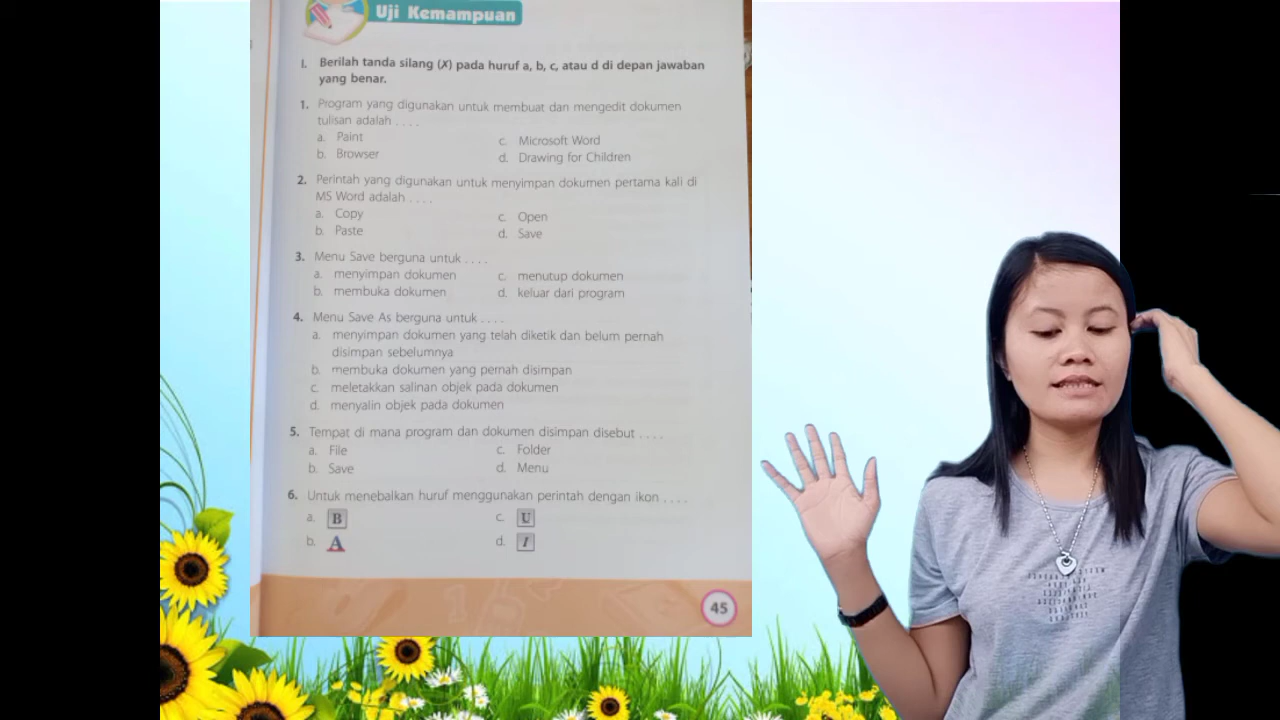 Uji Kemampuan
I. Berilah tanda silang (X) pada huruf a, b, c, atau d di depan jawaban
yang benar.
1. Program yang digunakan untuk membuat dan mengedit dokumen
tulisan adalah . . . .
a. Paint
c. Microsoft Word
b. Browser
d. Drawing for Children
2. Perintah yang digunakan untuk menyimpan dokumen pertama kali di
MS Word adalah . . . .
a. Copy
c. Open
b. Paste
d. Save
3. Menu Save berguna untuk . . . .
a. menyimpan dokumen
c. menutup dokumen
b. membuka dokumen
d. keluar dari program
4. Menu Save As berguna untuk . . . .
a. menyimpan dokumen yang telah diketik dan belum pernah
disimpan sebelumnya
b. membuka dokumen yang pernah disimpan
c. meletakkan salinan objek pada dokumen
d. menyalin objek pada dokumen
5. Tempat di mana program dan dokumen disimpan disebut . . . .
a. File
c. Folder
b. Save
d. Menu
6. Untuk menebalkan huruf menggunakan perintah dengan ikon . . . .
a. B
c. U
b. A
d. I
45